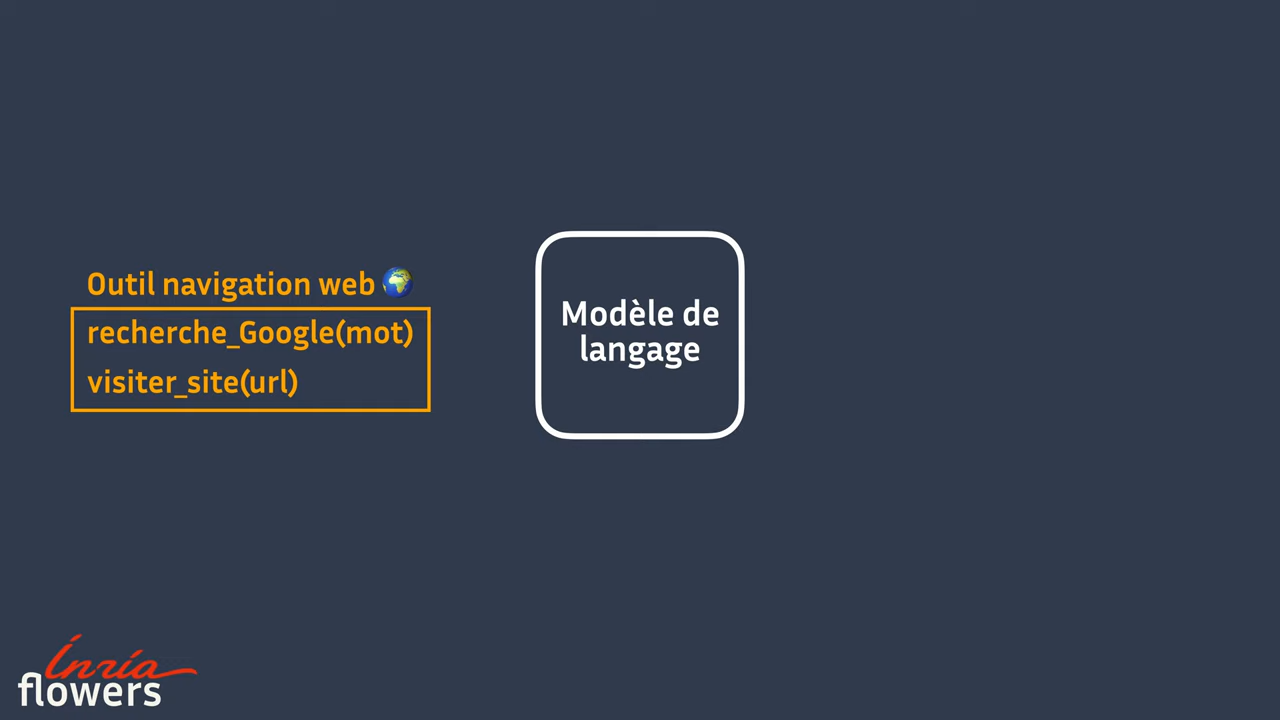 Outil navigation web
recherche_Google(mot)
visiter_site(url)
Modèle de
langage
Inria
flowers